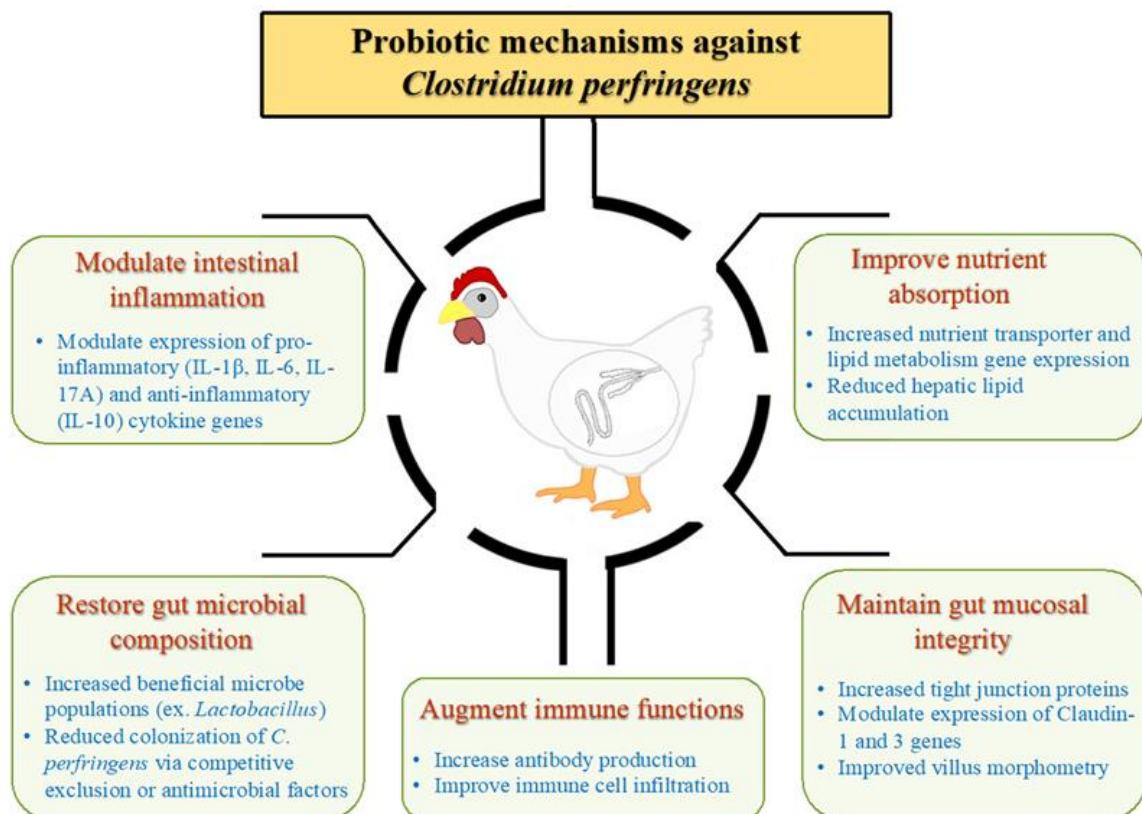 Probiotic mechanisms against
Clostridium perfringens
Modulate intestinal
inflammation
• Modulate expression of pro-
inflammatory (IL-1β, IL-6, IL-
17A) and anti-inflammatory
(IL-10) cytokine genes
Improve nutrient
absorption
• Increased nutrient transporter and
lipid metabolism gene expression
• Reduced hepatic lipid
accumulation
Restore gut microbial
composition
• Increased beneficial microbe
populations (ex. Lactobacillus)
• Reduced colonization of C.
perfringens via competitive
exclusion or antimicrobial factors
Augment immune functions
• Increase antibody production
• Improve immune cell infiltration
Maintain gut mucosal
integrity
• Increased tight junction proteins
• Modulate expression of Claudin-
1 and 3 genes
• Improved villus morphometry